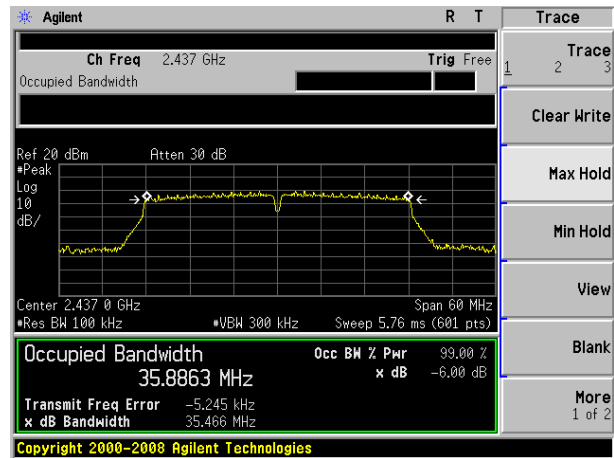 Agilent R T Trace
Ch Freq 2.437 GHz Trig Free
Occupied Bandwidth
Trace
1 2 3
Clear Write
Max Hold
Min Hold
View
Blank
More
1 of 2
Ref 20 dBm Atten 30 dB
#Peak
Log
10
dB/
Center 2.437 0 GHz Span 60 MHz
#Res BW 100 kHz #VBW 300 kHz Sweep 5.76 ms (601 pts)
Occupied Bandwidth Occ BW % Pwr 99.00 %
35.8863 MHz x dB -6.00 dB
Transmit Freq Error -5.245 kHz
x dB Bandwidth 35.466 MHz
Copyright 2000-2008 Agilent Technologies